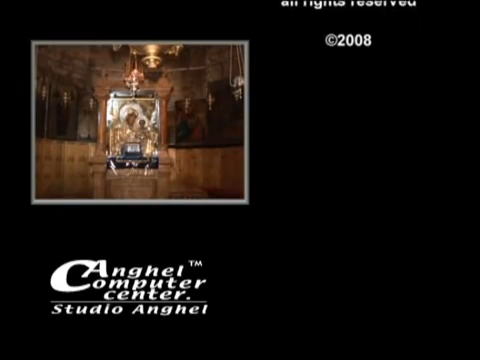 all rights reserved
©2008
Anghel™
Computer
center.
Studio Anghel